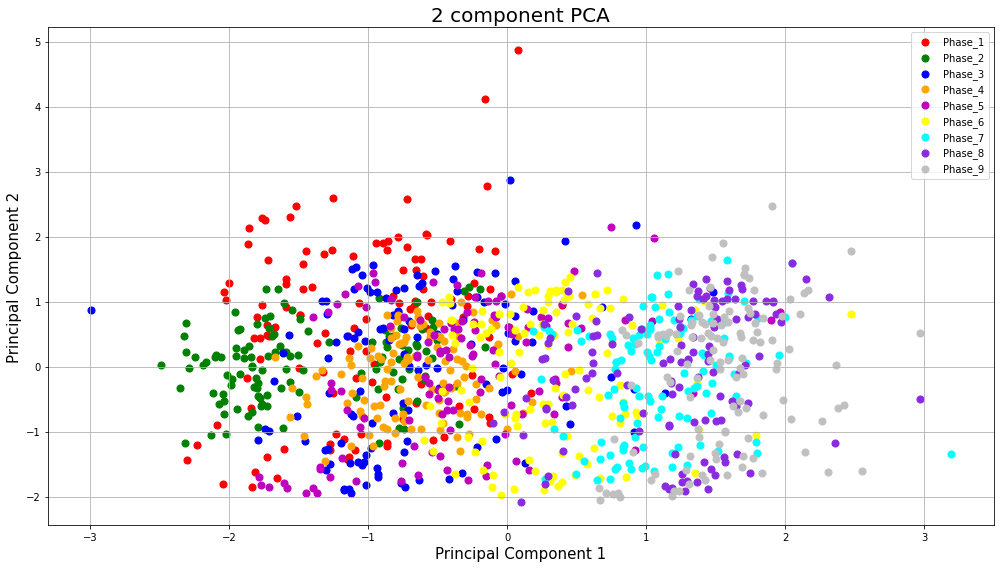 2 component PCA
Principal Component 2
5
4
3
2
1
0
−1
−2
Phase_1
Phase_2
Phase_3
Phase_4
Phase_5
Phase_6
Phase_7
Phase_8
Phase_9
−3 −2 −1 0 1 2 3
Principal Component 1